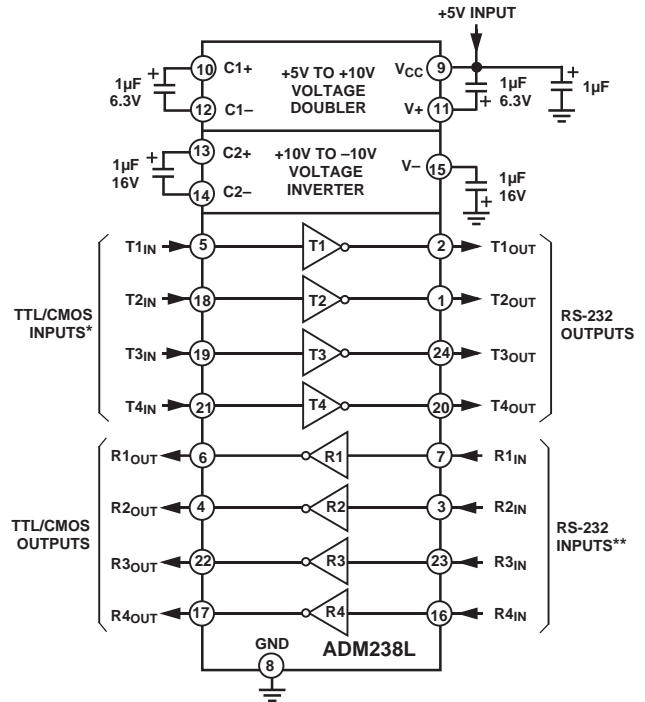 +5V INPUT
1µF
6.3V
+
10
C1+
12
C1–
+5V TO +10V
VOLTAGE
DOUBLER
VCC
9
V+
11
1µF
6.3V
+
+
1µF
1µF
16V
+
13
C2+
14
C2–
+10V TO –10V
VOLTAGE
INVERTER
V–
15
1µF
16V
+
TTL/CMOS
INPUTS*
T1IN
5
T1
2
T1OUT
T2IN
18
T2
1
T2OUT
T3IN
19
T3
24
T3OUT
T4IN
21
T4
20
T4OUT
RS-232
OUTPUTS
TTL/CMOS
OUTPUTS
R1OUT
6
R1
7
R1IN
R2OUT
4
R2
3
R2IN
R3OUT
22
R3
23
R3IN
R4OUT
17
R4
16
R4IN
RS-232
INPUTS**
GND
8
ADM238L